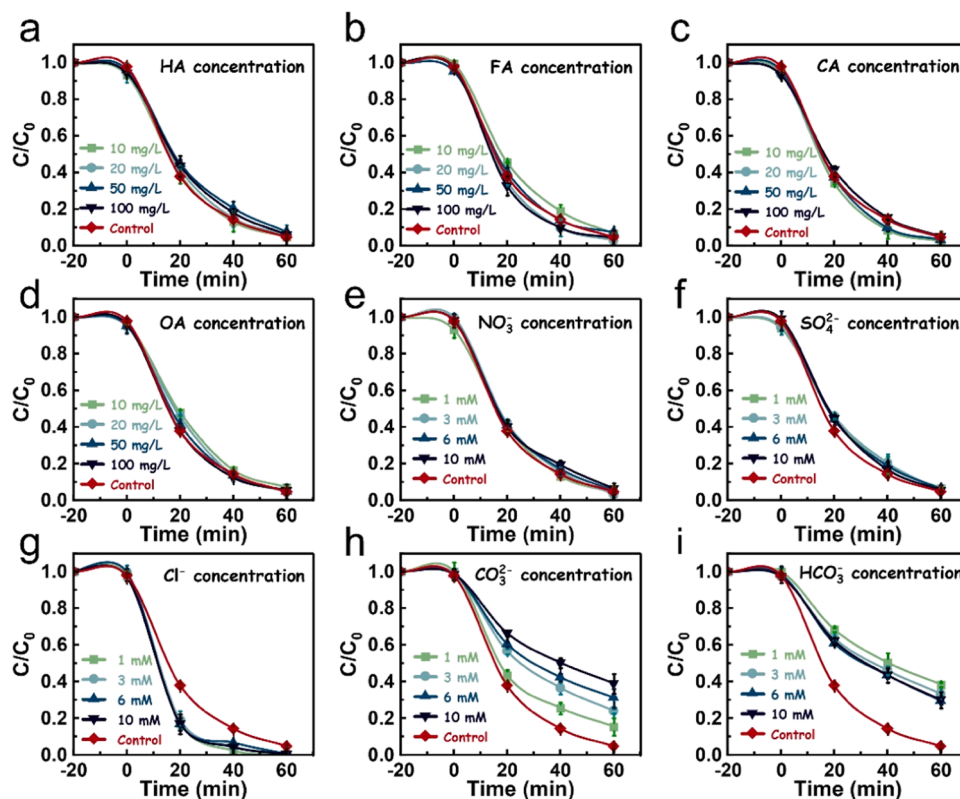 a
HA concentration
C/C₀
1.0
0.8
0.6
0.4
0.2
0.0
10 mg/L
20 mg/L
50 mg/L
100 mg/L
Control
-20 0 20 40 60
Time (min)
b
FA concentration
C/C₀
1.0
0.8
0.6
0.4
0.2
0.0
10 mg/L
20 mg/L
50 mg/L
100 mg/L
Control
-20 0 20 40 60
Time (min)
c
CA concentration
C/C₀
1.0
0.8
0.6
0.4
0.2
0.0
10 mg/L
20 mg/L
50 mg/L
100 mg/L
Control
-20 0 20 40 60
Time (min)
d
OA concentration
C/C₀
1.0
0.8
0.6
0.4
0.2
0.0
10 mg/L
20 mg/L
50 mg/L
100 mg/L
Control
-20 0 20 40 60
Time (min)
e
NO₃⁻ concentration
C/C₀
1.0
0.8
0.6
0.4
0.2
0.0
1 mM
3 mM
6 mM
10 mM
Control
-20 0 20 40 60
Time (min)
f
SO₄²⁻ concentration
C/C₀
1.0
0.8
0.6
0.4
0.2
0.0
1 mM
3 mM
6 mM
10 mM
Control
-20 0 20 40 60
Time (min)
g
Cl⁻ concentration
C/C₀
1.0
0.8
0.6
0.4
0.2
0.0
1 mM
3 mM
6 mM
10 mM
Control
-20 0 20 40 60
Time (min)
h
CO₃²⁻ concentration
C/C₀
1.0
0.8
0.6
0.4
0.2
0.0
1 mM
3 mM
6 mM
10 mM
Control
-20 0 20 40 60
Time (min)
i
HCO₃⁻ concentration
C/C₀
1.0
0.8
0.6
0.4
0.2
0.0
1 mM
3 mM
6 mM
10 mM
Control
-20 0 20 40 60
Time (min)